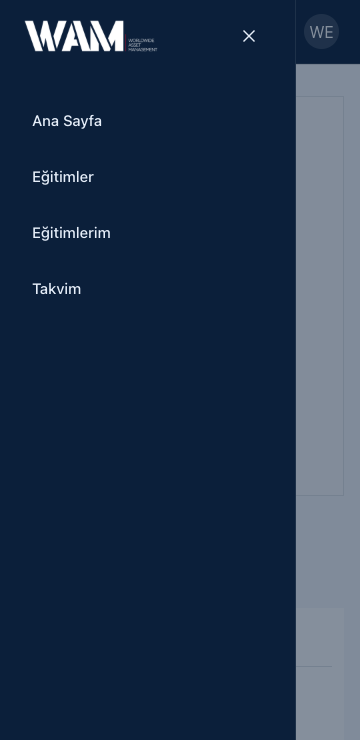 WAM
WORLDWIDE
ASSET
MANAGEMENT
WE
Ana Sayfa
Eğitimler
Eğitimlerim
Takvim